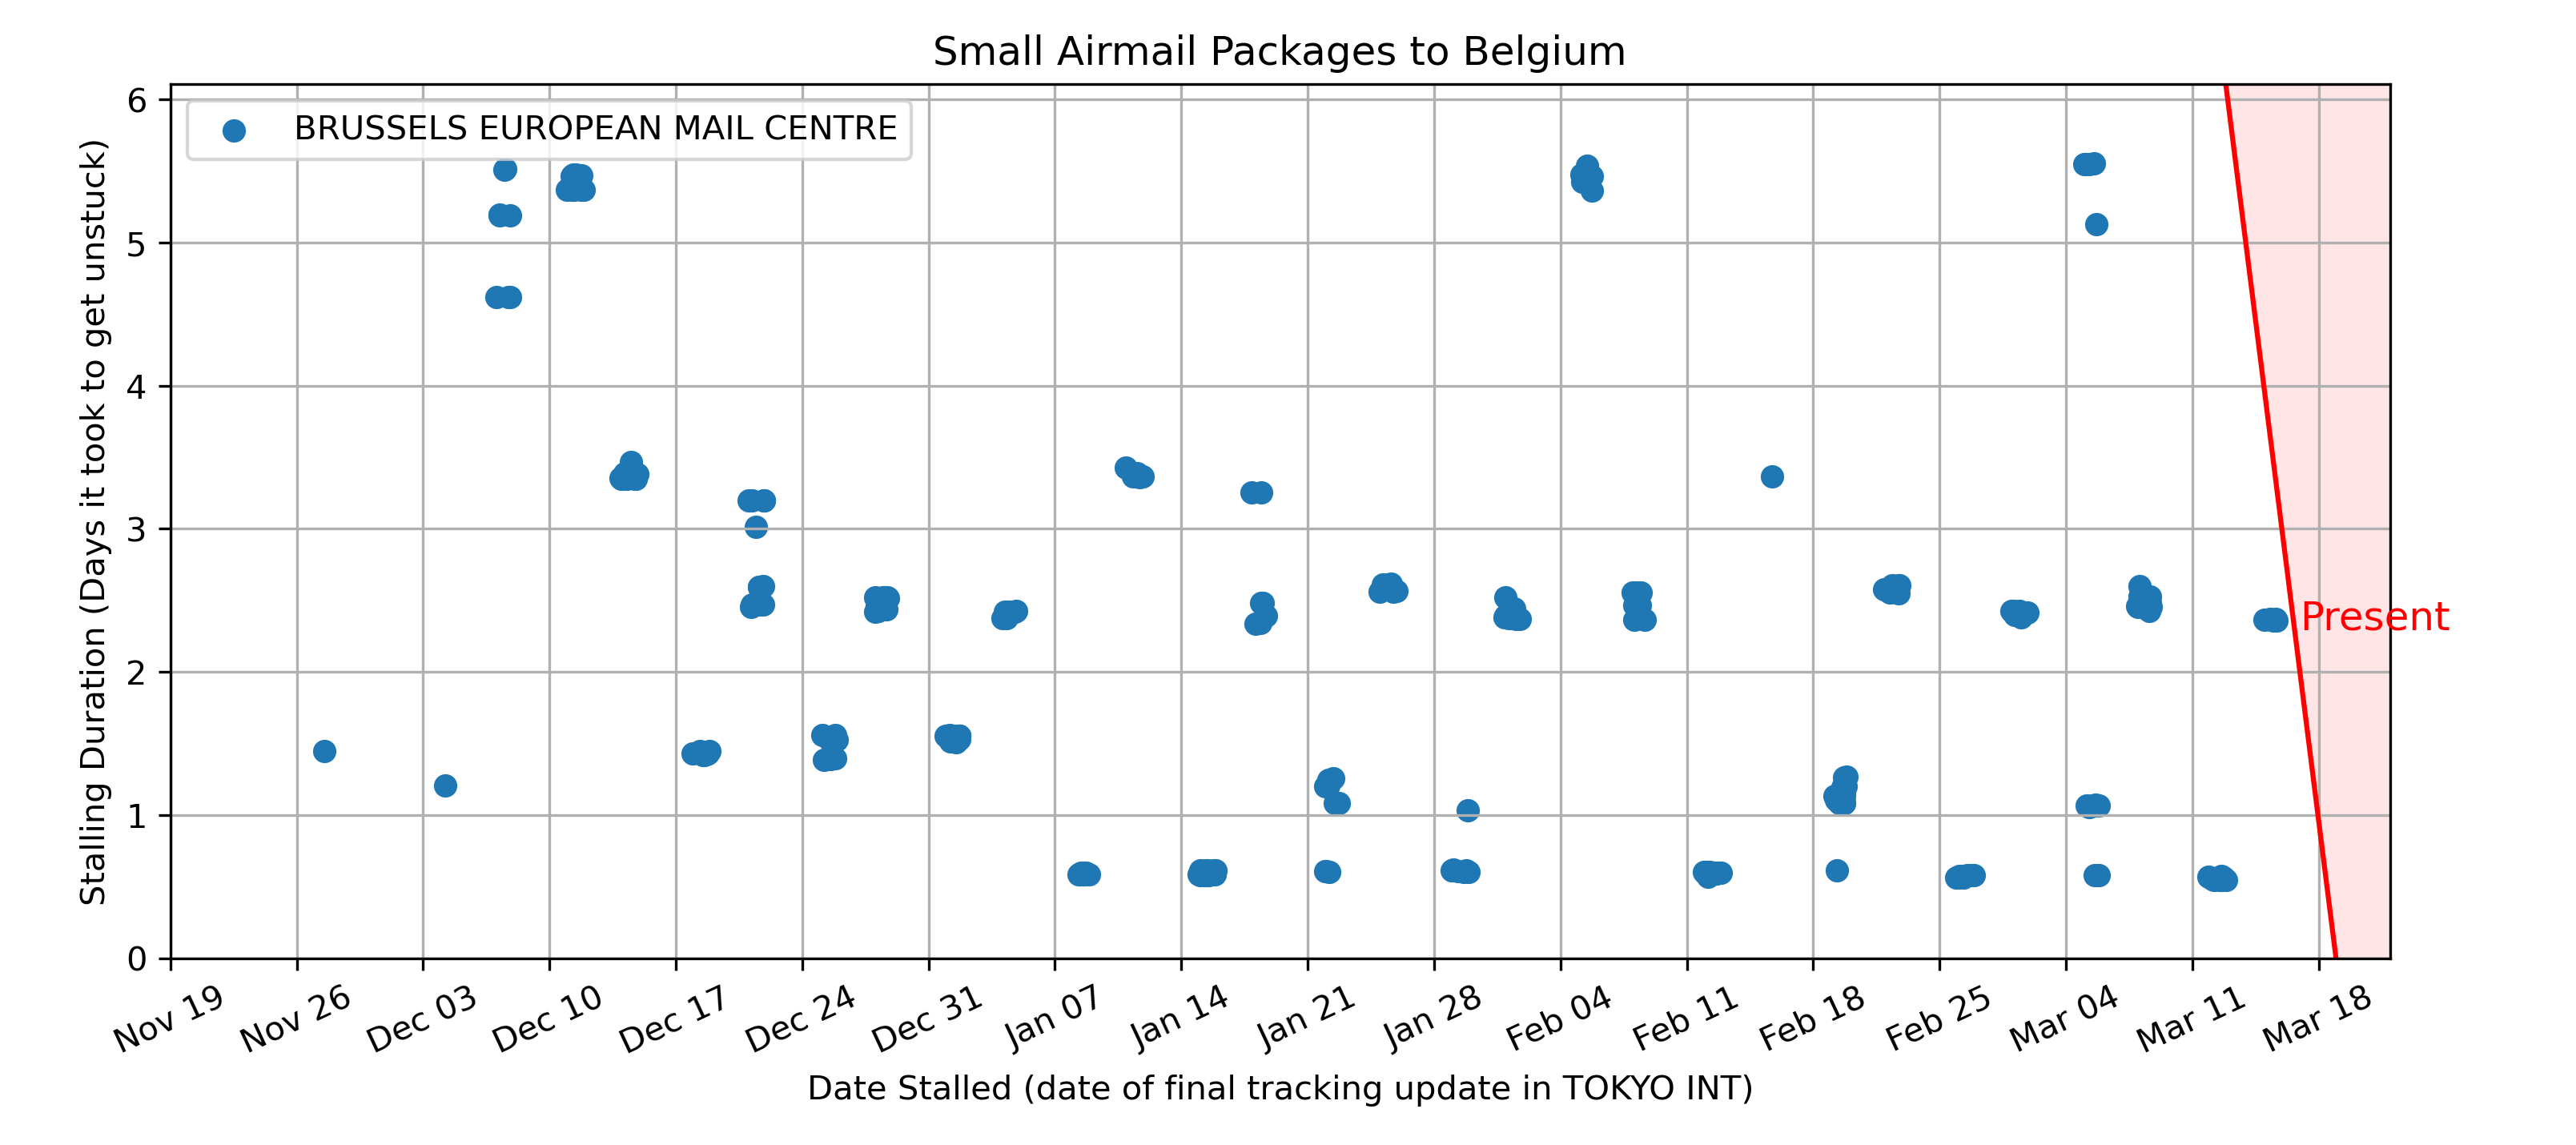 Small Airmail Packages to Belgium
BRUSSELS EUROPEAN MAIL CENTRE
Stalling Duration (Days it took to get unstuck)
6
5
4
3
2
1
0
Present
Nov 19
Nov 26
Dec 03
Dec 10
Dec 17
Dec 24
Dec 31
Jan 07
Jan 14
Jan 21
Jan 28
Feb 04
Feb 11
Feb 18
Feb 25
Mar 04
Mar 11
Mar 18
Date Stalled (date of final tracking update in TOKYO INT)